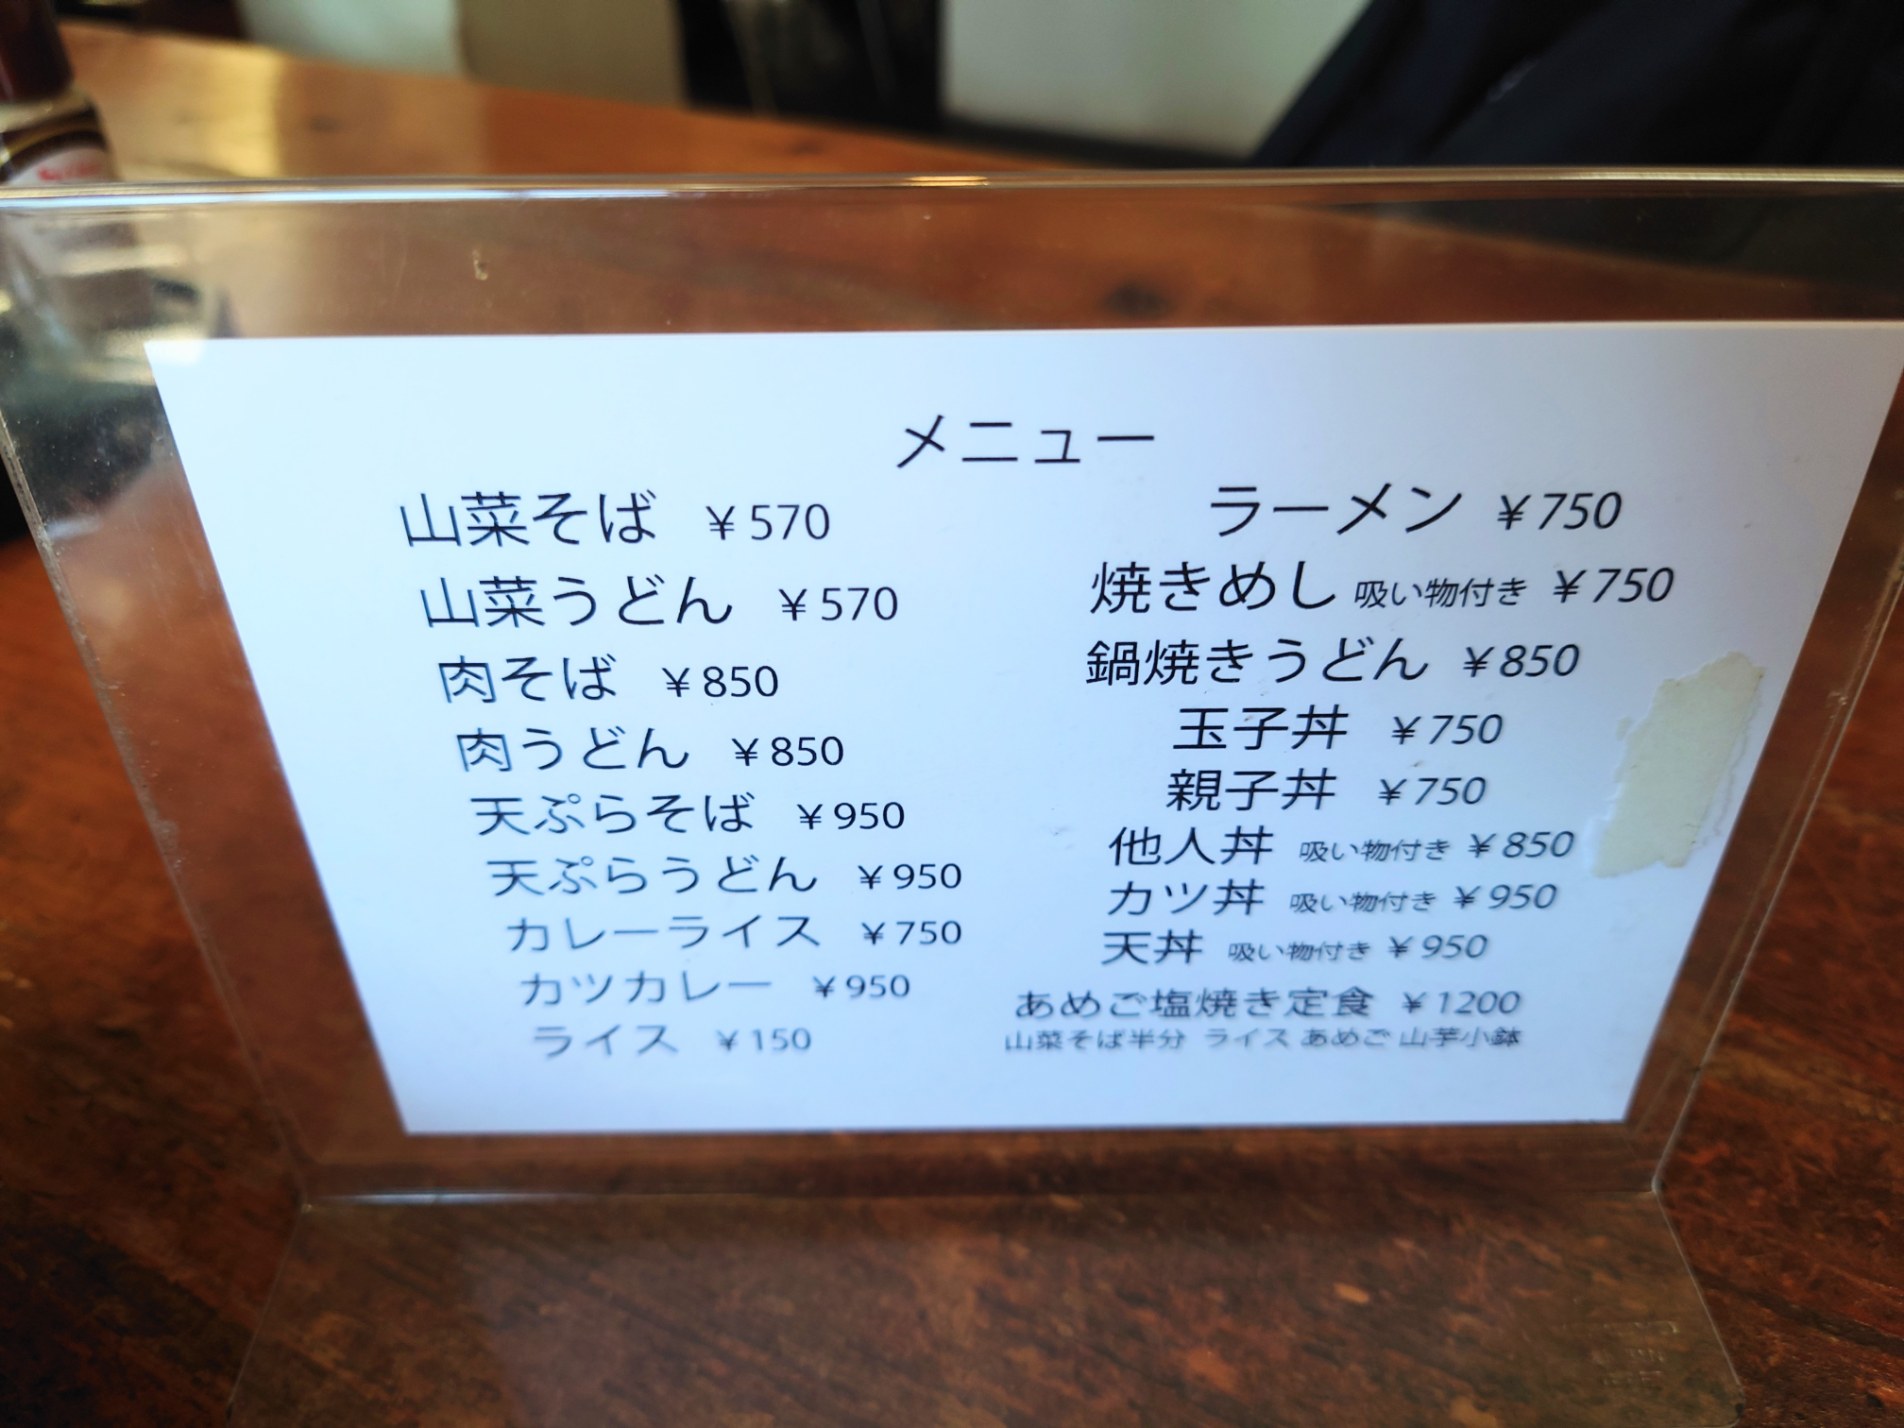 メニュー
山菜そば ¥570
山菜うどん ¥570
肉そば ¥850
肉うどん ¥850
天ぷらそば ¥950
天ぷらうどん ¥950
カレーライス ¥750
カツカレー ¥950
ライス ¥150
ラーメン ¥750
焼きめし 吸い物付き ¥750
鍋焼きうどん ¥850
玉子丼 ¥750
親子丼 ¥750
他人丼 吸い物付き ¥850
カツ丼 吸い物付き ¥950
天丼 吸い物付き ¥950
あめご塩焼き定食 ¥1200
山菜そば半分 ライス あめご 山芋小鉢